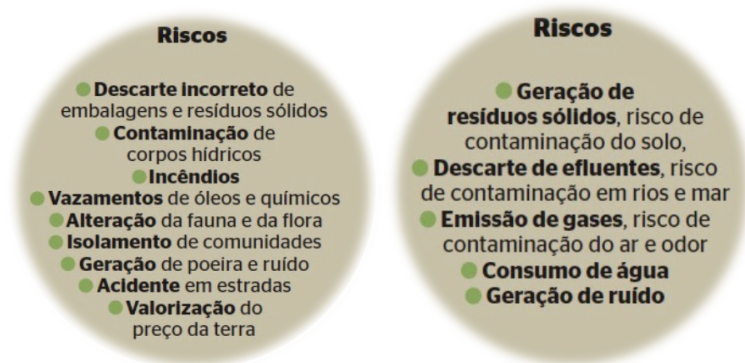 Riscos
Descarte incorreto de
embalagens e resíduos sólidos
Contaminação de
corpos hídricos
Incêndios
Vazamentos de óleos e químicos
Alteração da fauna e da flora
Isolamento de comunidades
Geração de poeira e ruído
Acidente em estradas
Valorização do
preço da terra
Riscos
Geração de
resíduos sólidos, risco de
contaminação do solo,
Descarte de efluentes, risco
de contaminação em rios e mar
Emissão de gases, risco de
contaminação do ar e odor
Consumo de água
Geração de ruído